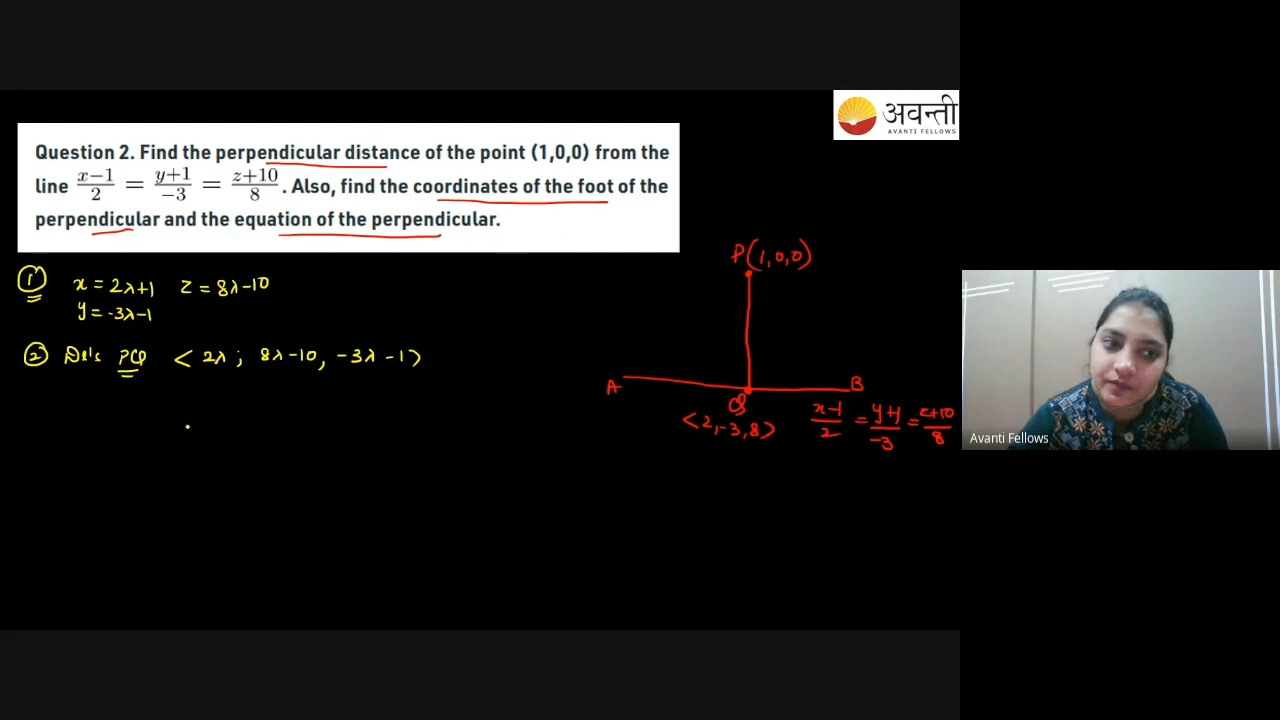 अवन्ती
AVANTI FELLOWS
Question 2. Find the perpendicular distance of the point (1,0,0) from the
line x−1/2 = y+1/−3 = z+10/8. Also, find the coordinates of the foot of the
perpendicular and the equation of the perpendicular.
① x = 2λ+1 z = 8λ-10
y = -3λ-1
② Dr's PQ < 2λ ; 8λ-10, -3λ-1>
P(1,0,0)
A B
Q
<2,-3,8> x-1/2 = y+1/-3 = z+10/8
Avanti Fellows